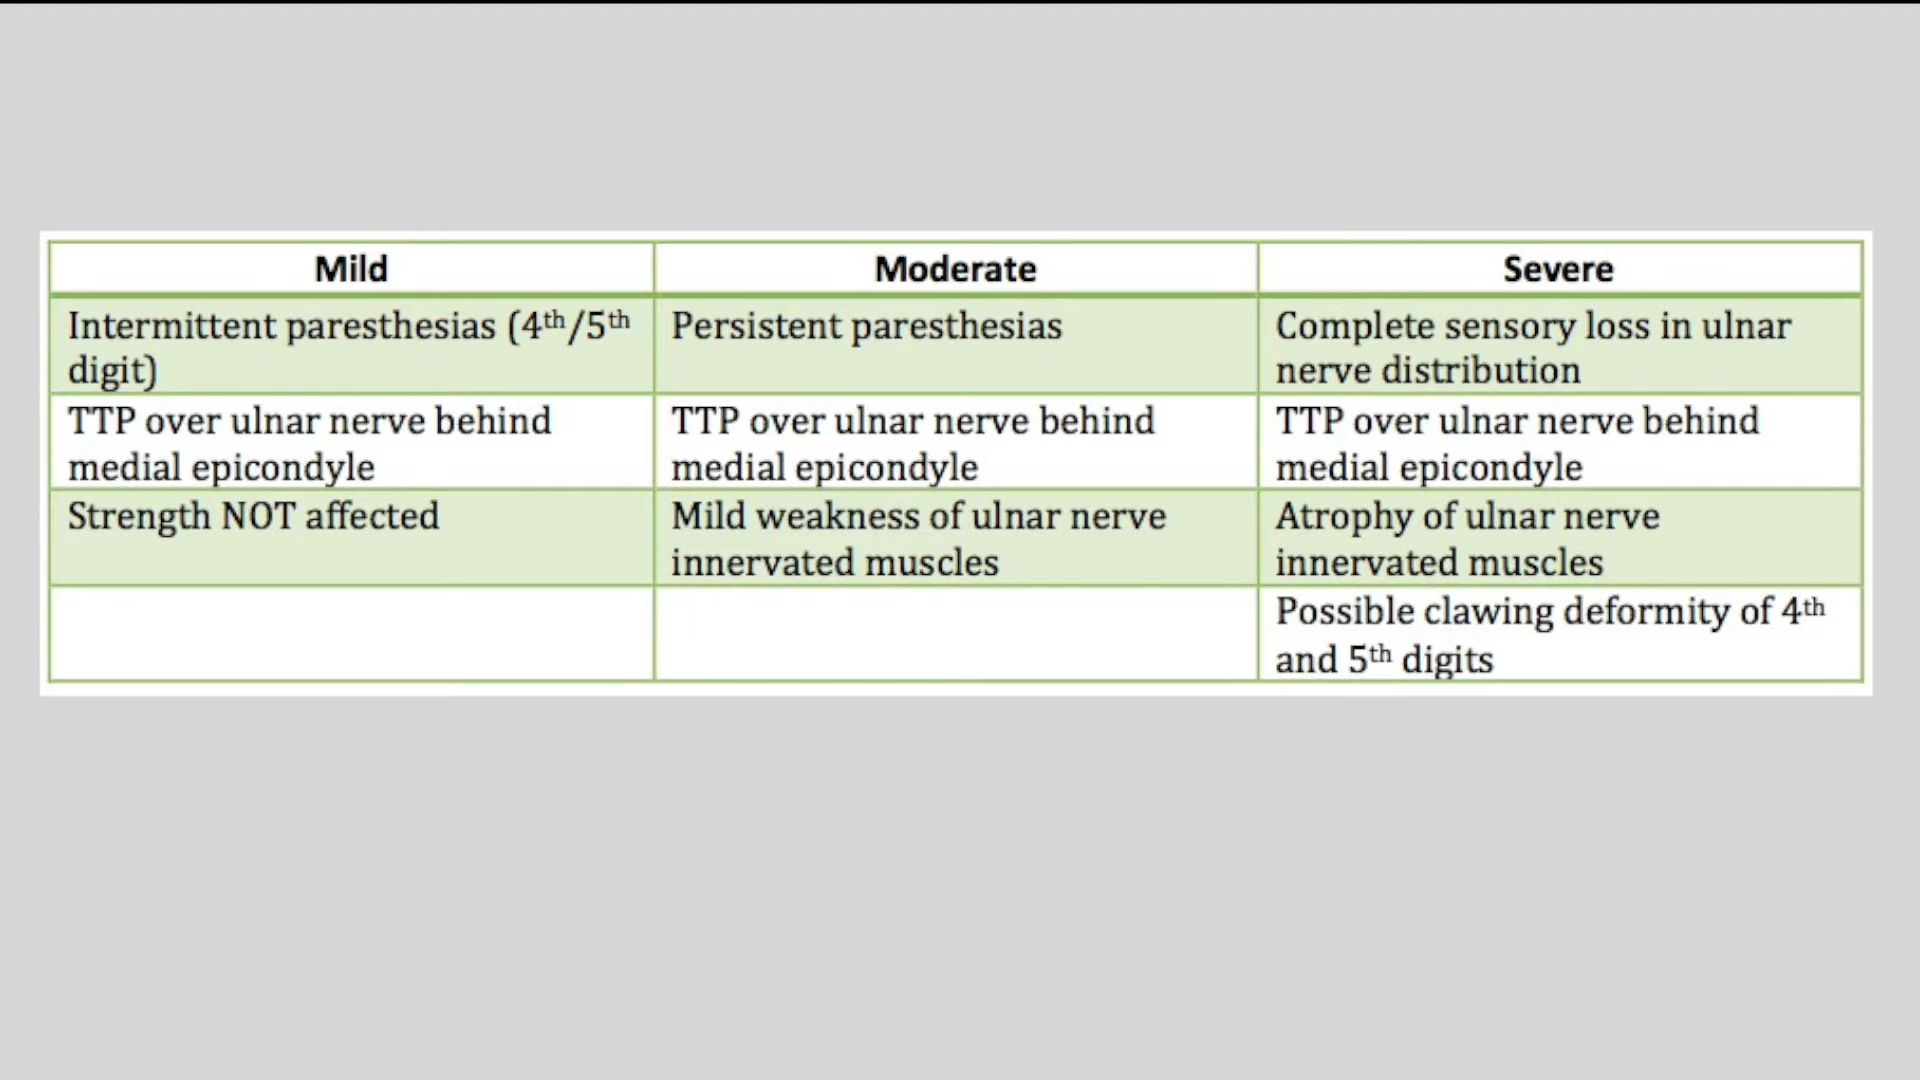 Mild
Moderate
Severe
Intermittent paresthesias (4th/5th
digit)
Persistent paresthesias
Complete sensory loss in ulnar
nerve distribution
TTP over ulnar nerve behind
medial epicondyle
TTP over ulnar nerve behind
medial epicondyle
TTP over ulnar nerve behind
medial epicondyle
Strength NOT affected
Mild weakness of ulnar nerve
innervated muscles
Atrophy of ulnar nerve
innervated muscles
Possible clawing deformity of 4th
and 5th digits